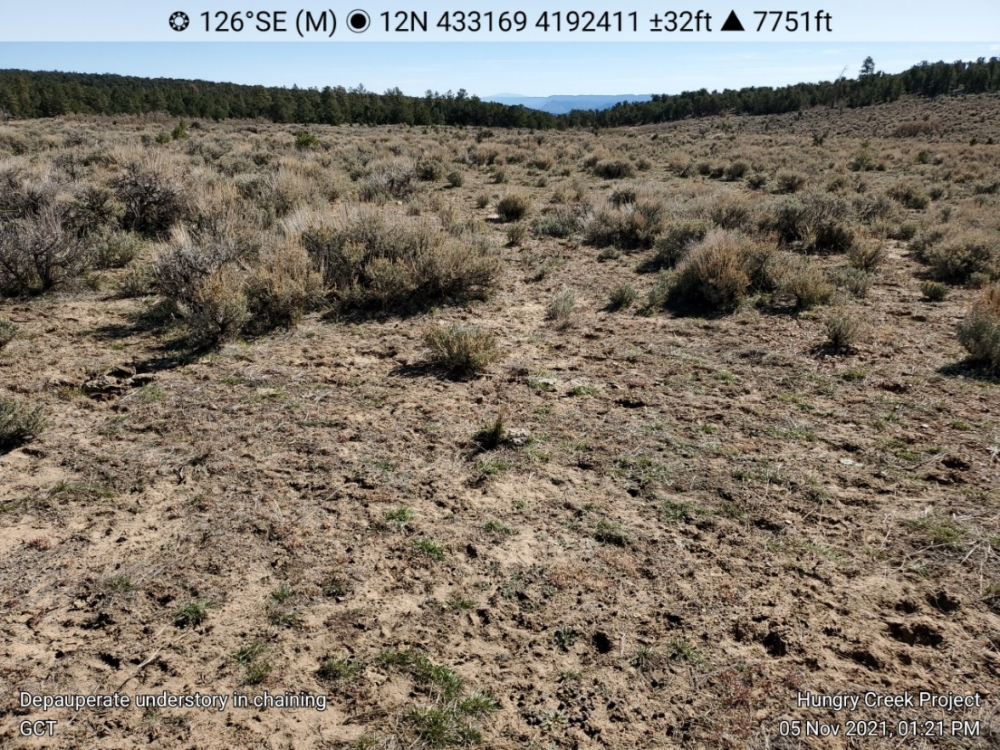 126°SE (M) 12N 433169 4192411 ±32ft ▲ 7751ft
Depauperate understory in chaining
GCT
Hungry Creek Project
05 Nov 2021, 01:21 PM